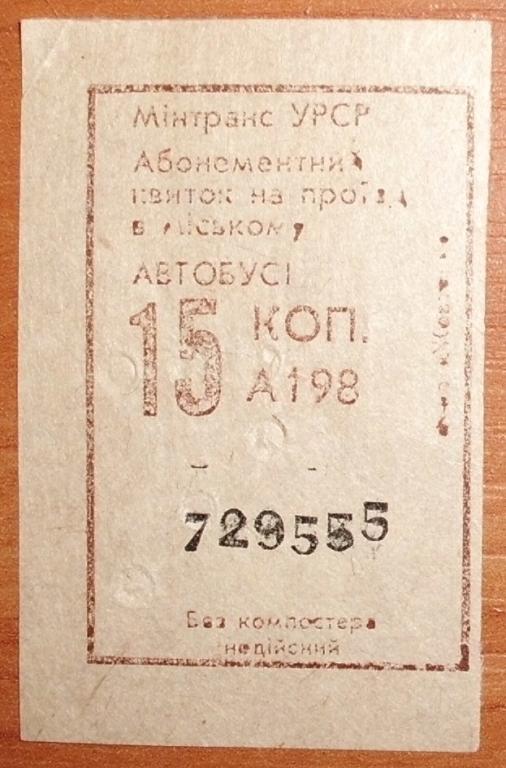 Мінтранс УРСР
Абонементний
квиток на проїзд
в міському
АВТОБУСІ
15 КОП.
А198
729555
Без компостера
недійсний